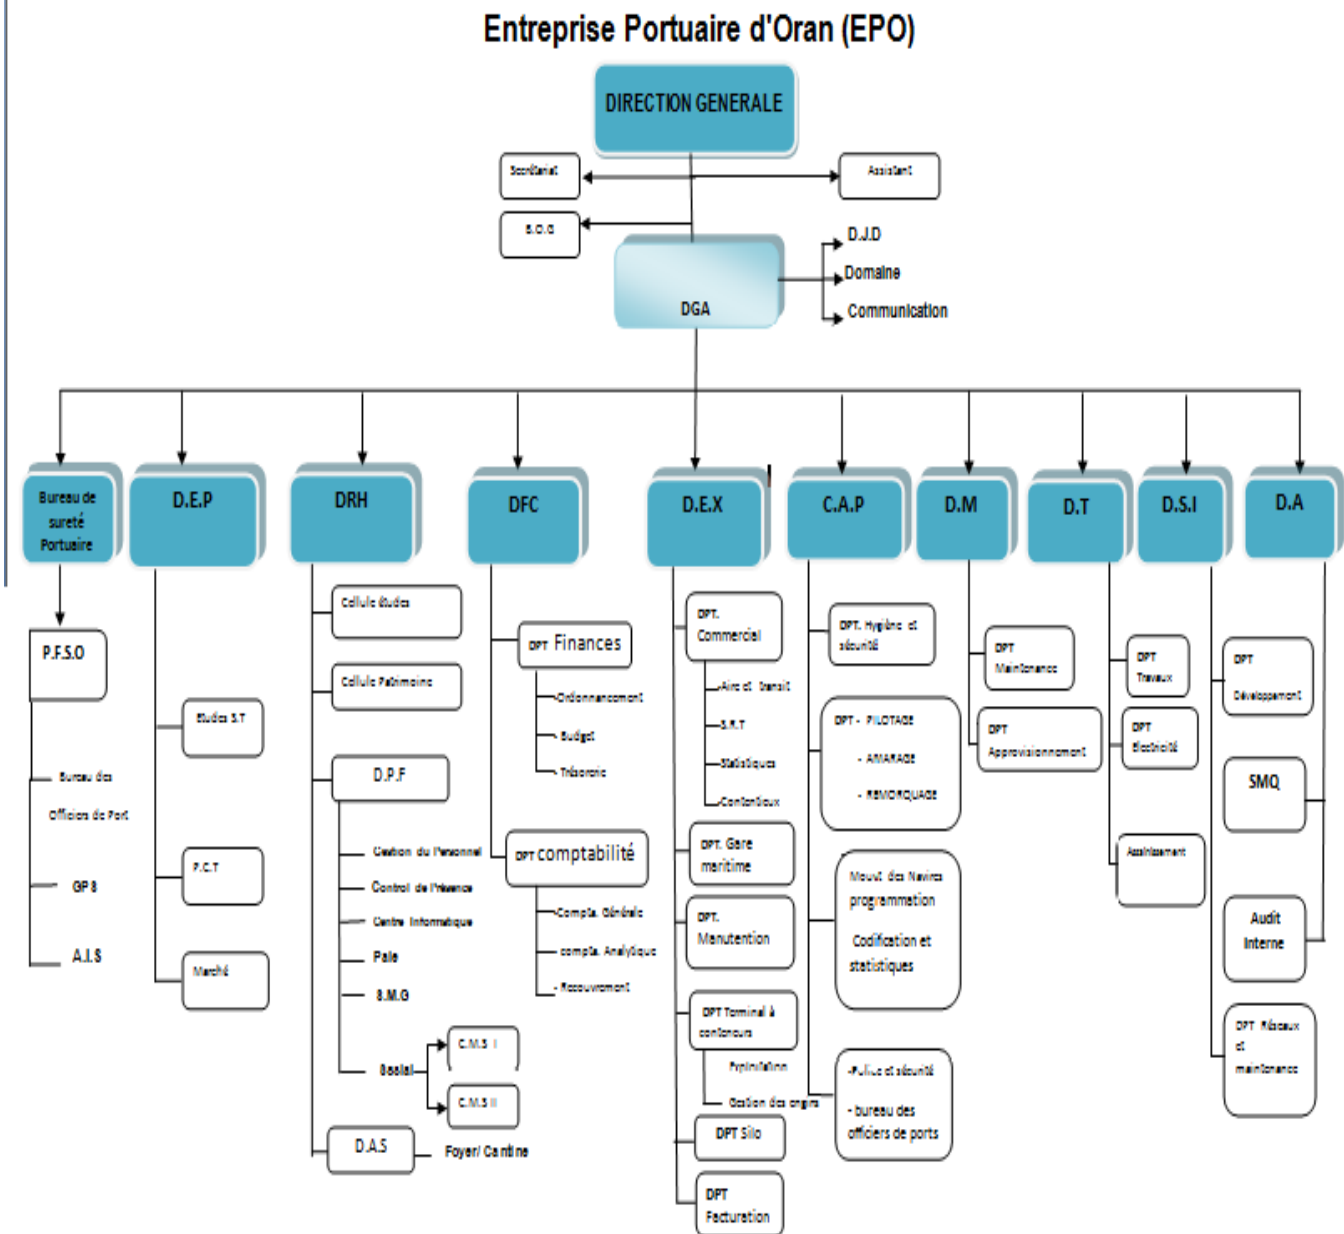 Entreprise Portuaire d'Oran (EPO)
DIRECTION GENERALE
Secrétariat
Assistant
B.O.G
D.J.D
Domaine
Communication
DGA
Bureau de
sureté
Portuaire
D.E.P
DRH
DFC
D.E.X
C.A.P
D.M
D.T
D.S.I
D.A
P.F.S.O
Bureau des
Officiers de Port
GPS
A.I.S
Etudes S.T
P.C.T
Marché
Cellule études
Cellule Patrimoine
D.P.F
Gestion du Personnel
Control de Présence
Centre Informatique
Paie
S.M.G
Social
C.M.S I
C.M.S II
D.A.S
Foyer/ Cantine
DPT Finances
-Ordonnancement
- Budget
- Trésorerie
DPT comptabilité
-Compta. Générale
- compta. Analytique
- Recouvrement
DPT.
Commercial
-Aire et transit
-S.R.T
-Statistiques
-Contentieux
DPT. Gare
maritime
DPT.
Manutention
DPT Terminal à
conteneurs
Exploitation
Gestion des engins
DPT Silo
DPT
Facturation
DPT. Hygiène et
sécurité
DPT - PILOTAGE
- AMARAGE
- REMORQUAGE
Mouvt des Navires
programmation
Codification et
statistiques
-Police et sécurité
- bureau des
officiers de ports
DPT
Maintenance
DPT
Approvisionnement
DPT
Travaux
DPT
Electricité
Assainissement
DPT
Développement
SMQ
Audit
Interne
DPT Réseaux
et
maintenance